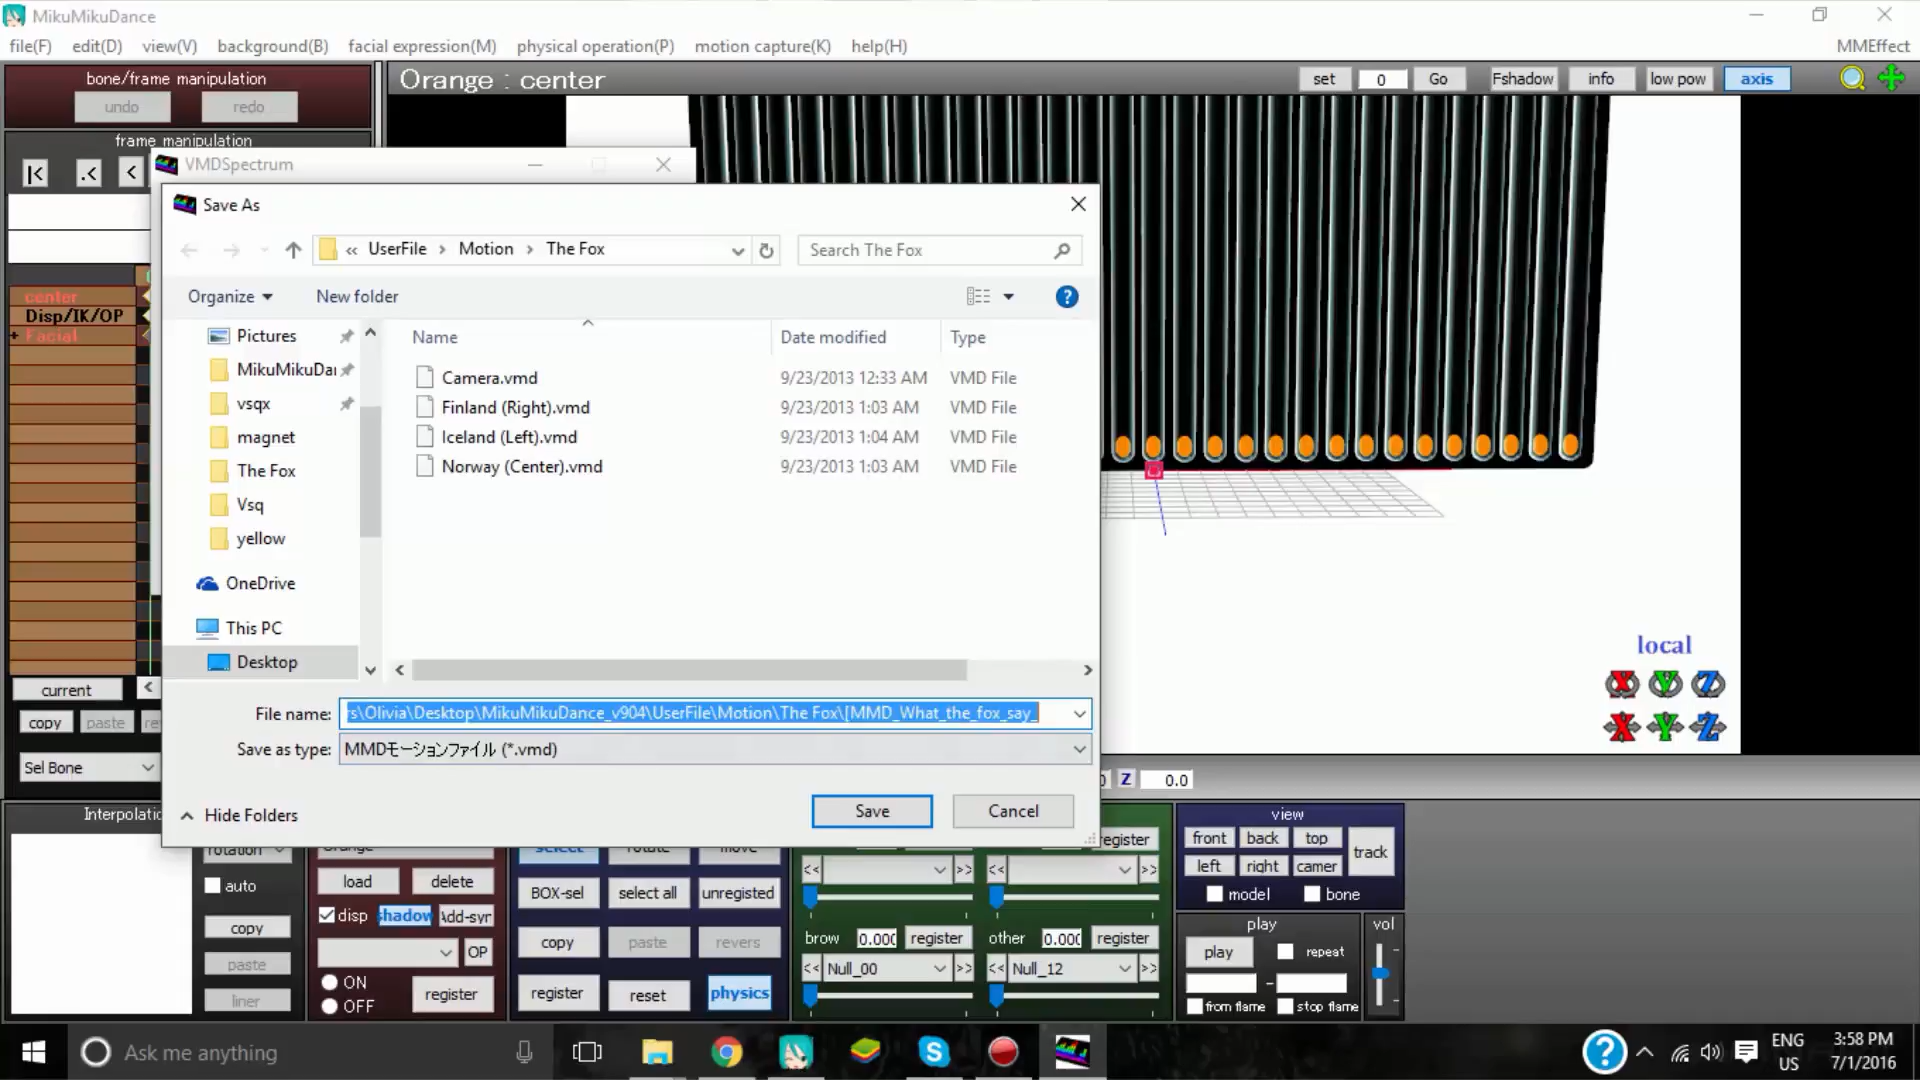 MikuMikuDance
file(F) edit(D) view(V) background(B) facial expression(M) physical operation(P) motion capture(K) help(H) MMEffect
bone/frame manipulation
undo redo
frame manipulation
|< .< <
Orange : center
set 0 Go Fshadow info low pow axis
VMDSpectrum
Save As
« UserFile > Motion > The Fox
Search The Fox
Organize New folder
Name Date modified Type
Camera.vmd 9/23/2013 12:33 AM VMD File
Finland (Right).vmd 9/23/2013 1:03 AM VMD File
Iceland (Left).vmd 9/23/2013 1:04 AM VMD File
Norway (Center).vmd 9/23/2013 1:03 AM VMD File
Pictures
MikuMikuDai
vsqx
magnet
The Fox
Vsq
yellow
OneDrive
This PC
Desktop
center
Disp/IK/OP
+ Facial
current <
copy paste re
Sel Bone
File name: rs\Olivia\Desktop\MikuMikuDance_v904\UserFile\Motion\The Fox\[MMD_What_the_fox_say_
Save as type: MMDモーションファイル (*.vmd)
Hide Folders
Save Cancel
local
X Y Z
X Y Z
Z 0.0
Interpolatio
rotation
auto
copy
paste
liner
load delete
disp shadow Add-syn
OP
ON
OFF
register
select rotate move
BOX-sel select all unregisted
copy paste revers
register reset physics
register
<< >> << >>
brow 0.000 register other 0.000 register
<< Null_00 >> << Null_12 >>
view
front back top
left right camer
track
model bone
play
play repeat
-
from flame stop flame
vol
Ask me anything
ENG
US
3:58 PM
7/1/2016